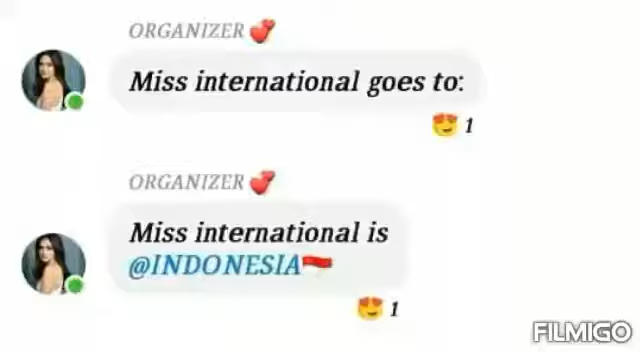 ORGANIZER 💕
Miss international goes to:
😍 1
ORGANIZER 💕
Miss international is
@INDONESIA🇮🇩
😍 1
FILMIGO